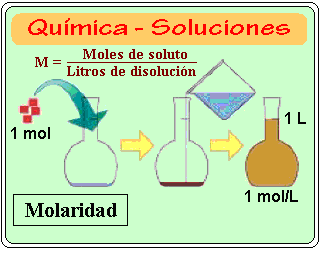 Química - Soluciones
M = Moles de soluto
Litros de disolución
1 mol
1 L
1 mol/L
Molaridad